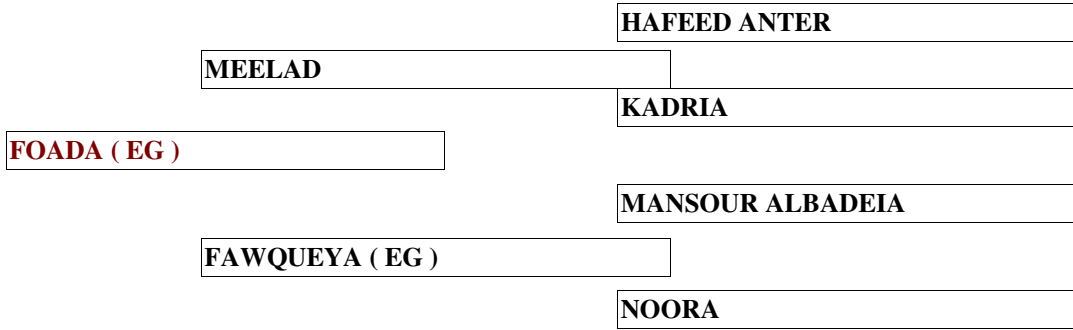 HAFEED ANTER
MEELAD
KADRIA
FOADA ( EG )
MANSOUR ALBADEIA
FAWQUEYA ( EG )
NOORA